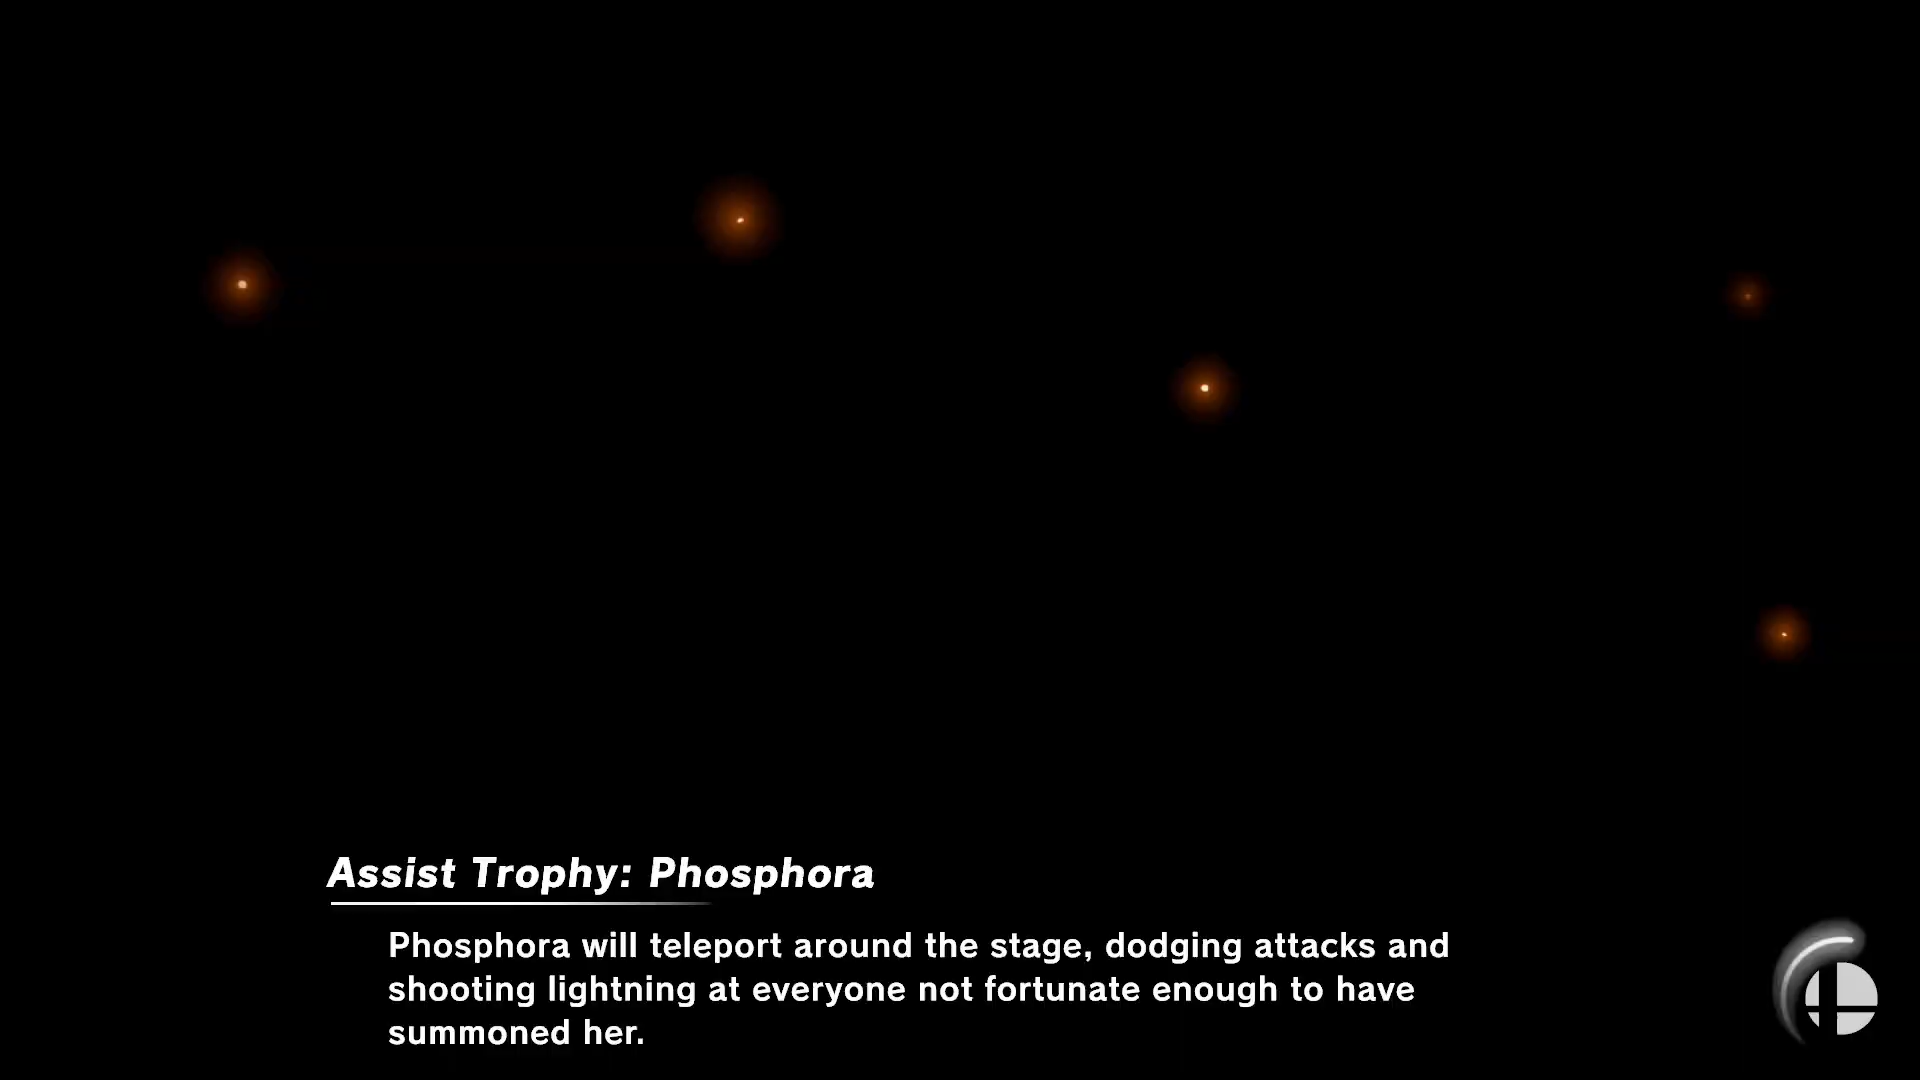 Assist Trophy: Phosphora
Phosphora will teleport around the stage, dodging attacks and
shooting lightning at everyone not fortunate enough to have
summoned her.